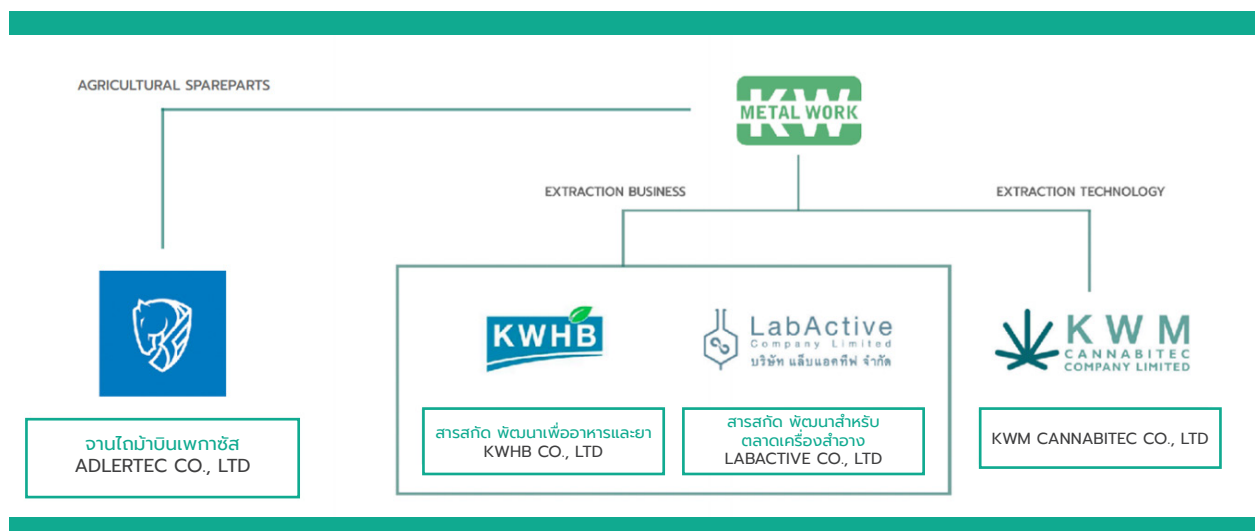 AGRICULTURAL SPAREPARTS
KW
METAL WORK
EXTRACTION BUSINESS
EXTRACTION TECHNOLOGY
KWHB
LabActive
Company Limited
บริษัท แล็บแอคทีฟ จำกัด
KWM
CANNABITEC
COMPANY LIMITED
จานไถม้าบินเพกาซัส
ADLERTEC CO., LTD
สารสกัด พัฒนาเพื่ออาหารและยา
KWHB CO., LTD
สารสกัด พัฒนาสำหรับ
ตลาดเครื่องสำอาง
LABACTIVE CO., LTD
KWM CANNABITEC CO., LTD